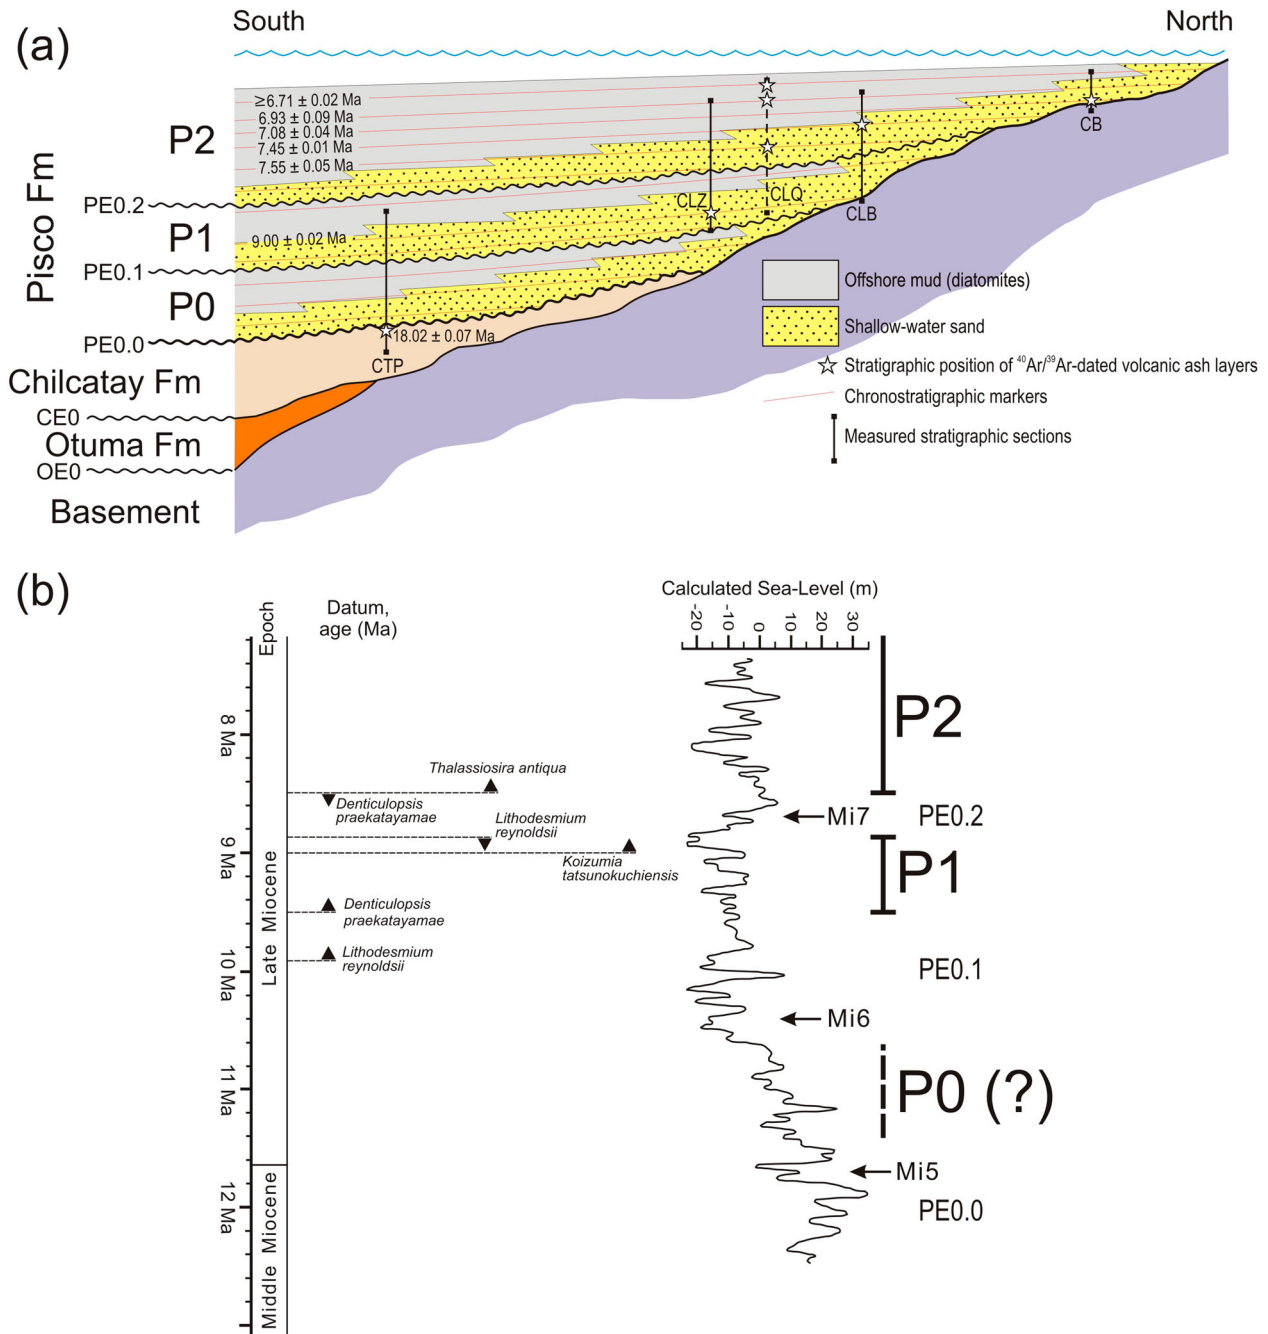 (a)
South
North
≥6.71 ± 0.02 Ma
6.93 ± 0.09 Ma
7.08 ± 0.04 Ma
7.45 ± 0.01 Ma
7.55 ± 0.05 Ma
P2
PE0.2
Pisco Fm
P1
9.00 ± 0.02 Ma
PE0.1
P0
PE0.0
18.02 ± 0.07 Ma
CTP
CLZ
CLQ
CLB
CB
Chilcatay Fm
CE0
Otuma Fm
OE0
Basement
Offshore mud (diatomites)
Shallow-water sand
Stratigraphic position of ⁴⁰Ar/³⁹Ar-dated volcanic ash layers
Chronostratigraphic markers
Measured stratigraphic sections
(b)
Epoch
Datum,
age (Ma)
Calculated Sea-Level (m)
-20 -10 0 10 20 30
8 Ma
9 Ma
10 Ma
11 Ma
12 Ma
Late Miocene
Middle Miocene
Thalassiosira antiqua
Denticulopsis
praekatayamae
Lithodesmium
reynoldsii
Koizumia
tatsunokuchiensis
Denticulopsis
praekatayamae
Lithodesmium
reynoldsii
P2
Mi7
PE0.2
P1
PE0.1
Mi6
P0 (?)
Mi5
PE0.0